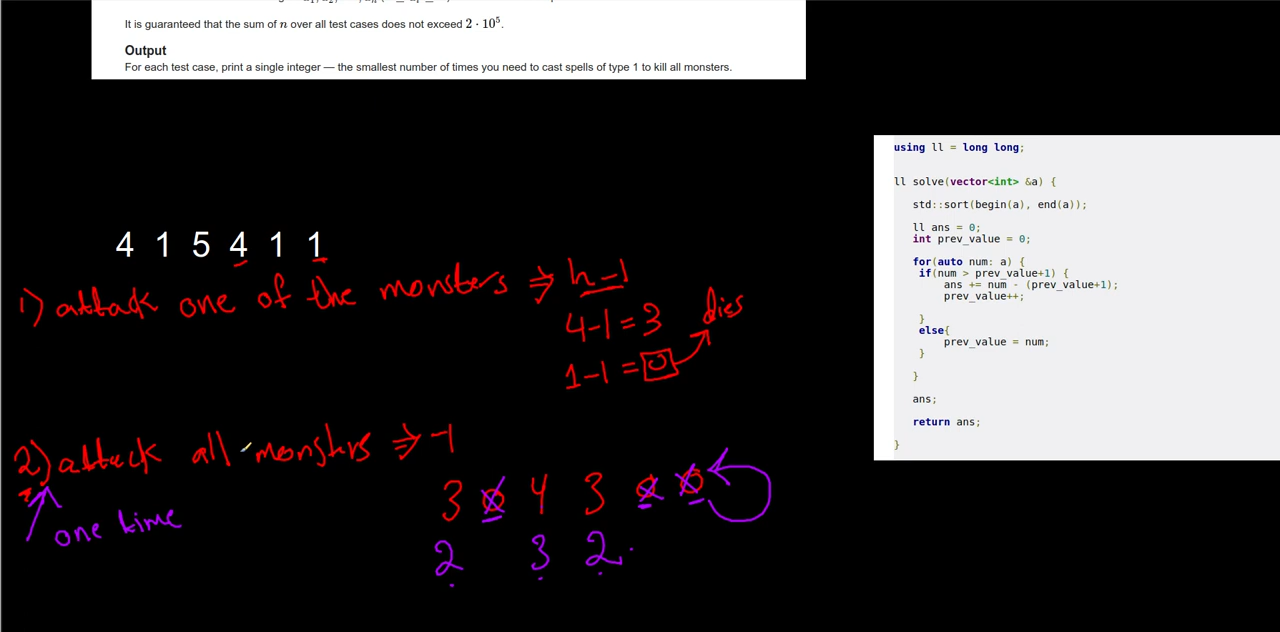 It is guaranteed that the sum of n over all test cases does not exceed 2 · 10^5.
Output
For each test case, print a single integer — the smallest number of times you need to cast spells of type 1 to kill all monsters.
4 1 5 4 1 1
1) attack one of the monsters ⇒ h-1
4-1=3
1-1=0
dies
2) attack all monsters ⇒ -1
one time
3 0 4 3 0 0
2 3 2
using ll = long long;
ll solve(vector<int> &a) {
std::sort(begin(a), end(a));
ll ans = 0;
int prev_value = 0;
for(auto num: a) {
if(num > prev_value+1) {
ans += num - (prev_value+1);
prev_value++;
}
else{
prev_value = num;
}
}
ans;
return ans;
}